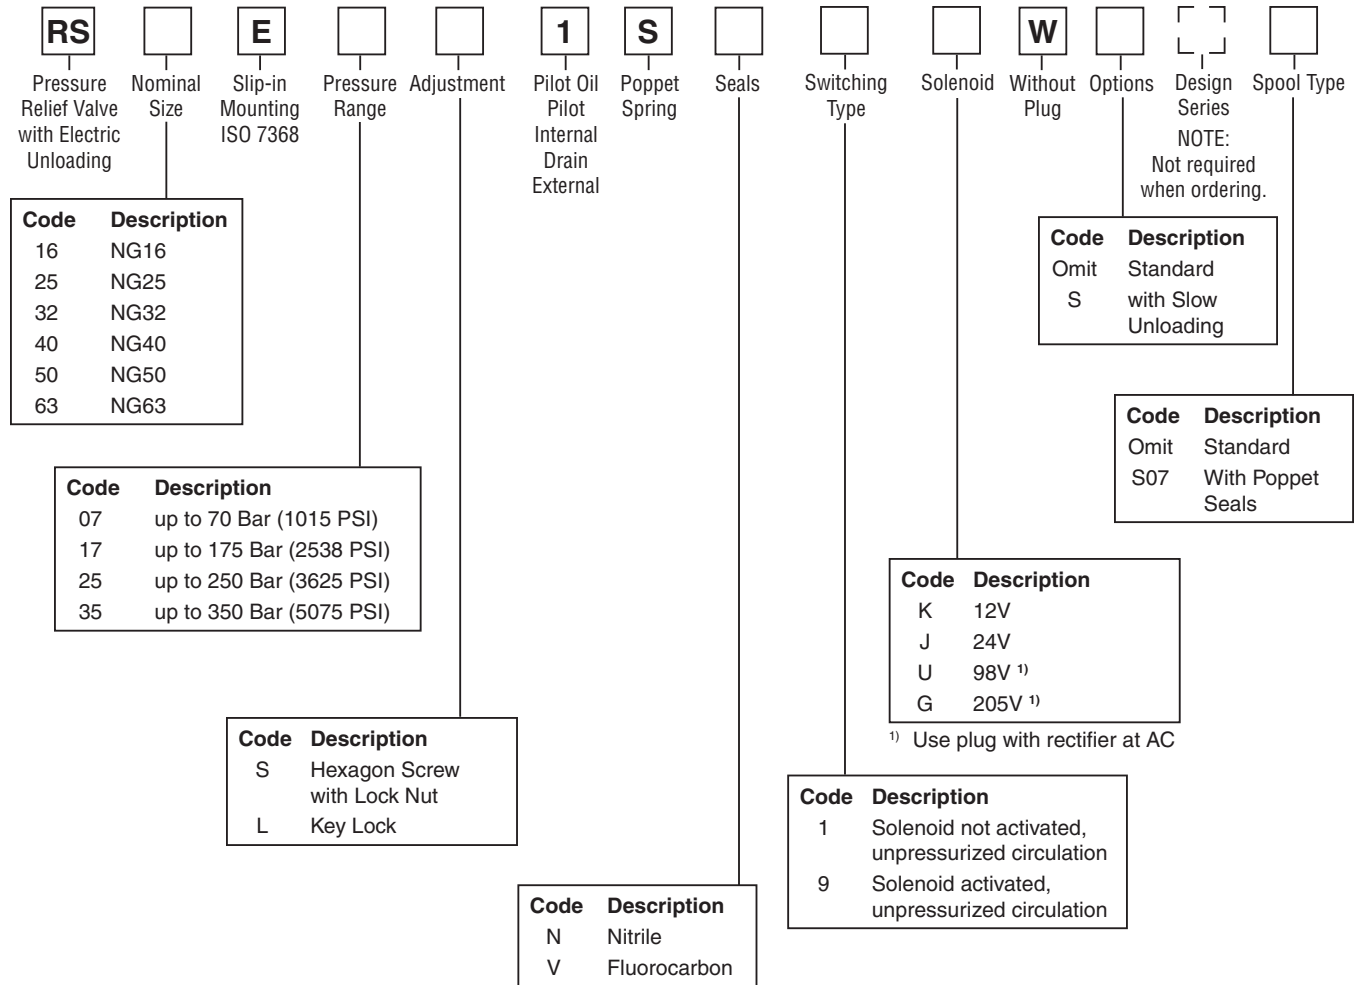 RS E 1 S W
Pressure Relief Valve with Electric Unloading
Nominal Size
Slip-in Mounting ISO 7368
Pressure Range
Adjustment
Pilot Oil Pilot Internal Drain External
Poppet Spring
Seals
Switching Type
Solenoid
Without Plug
Options
Design Series
NOTE: Not required when ordering.
Spool Type
Code Description
16 NG16
25 NG25
32 NG32
40 NG40
50 NG50
63 NG63
Code Description
Omit Standard
S with Slow
Unloading
Code Description
Omit Standard
S07 With Poppet
Seals
Code Description
07 up to 70 Bar (1015 PSI)
17 up to 175 Bar (2538 PSI)
25 up to 250 Bar (3625 PSI)
35 up to 350 Bar (5075 PSI)
Code Description
K 12V
J 24V
U 98V 1)
G 205V 1)
1) Use plug with rectifier at AC
Code Description
S Hexagon Screw
with Lock Nut
L Key Lock
Code Description
1 Solenoid not activated,
unpressurized circulation
9 Solenoid activated,
unpressurized circulation
Code Description
N Nitrile
V Fluorocarbon